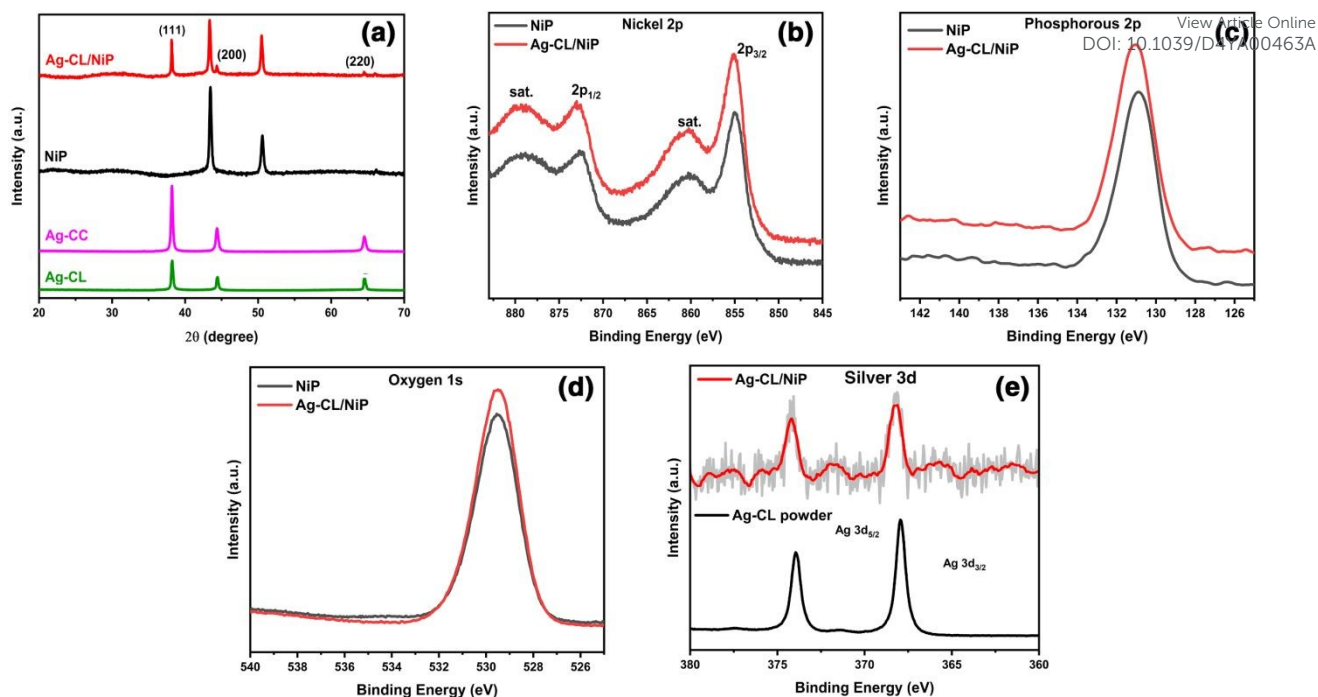 View Article Online
DOI: 10.1039/D4YA00463A
(a)
(111)
(200)
(220)
Ag-CL/NiP
NiP
Ag-CC
Ag-CL
Intensity (a.u.)
20 30 40 50 60 70
2θ (degree)
Nickel 2p
(b)
NiP
Ag-CL/NiP
2p3/2
sat.
2p1/2
sat.
Intensity (a.u.)
880 875 870 865 860 855 850 845
Binding Energy (eV)
Phosphorous 2p
(c)
NiP
Ag-CL/NiP
Intensity (a.u.)
142 140 138 136 134 132 130 128 126
Binding Energy (eV)
Oxygen 1s
(d)
NiP
Ag-CL/NiP
Intensity (a.u.)
540 538 536 534 532 530 528 526
Binding Energy (eV)
Silver 3d
(e)
Ag-CL/NiP
Ag-CL powder
Ag 3d5/2
Ag 3d3/2
Intensity (a.u.)
380 375 370 365 360
Binding Energy (eV)